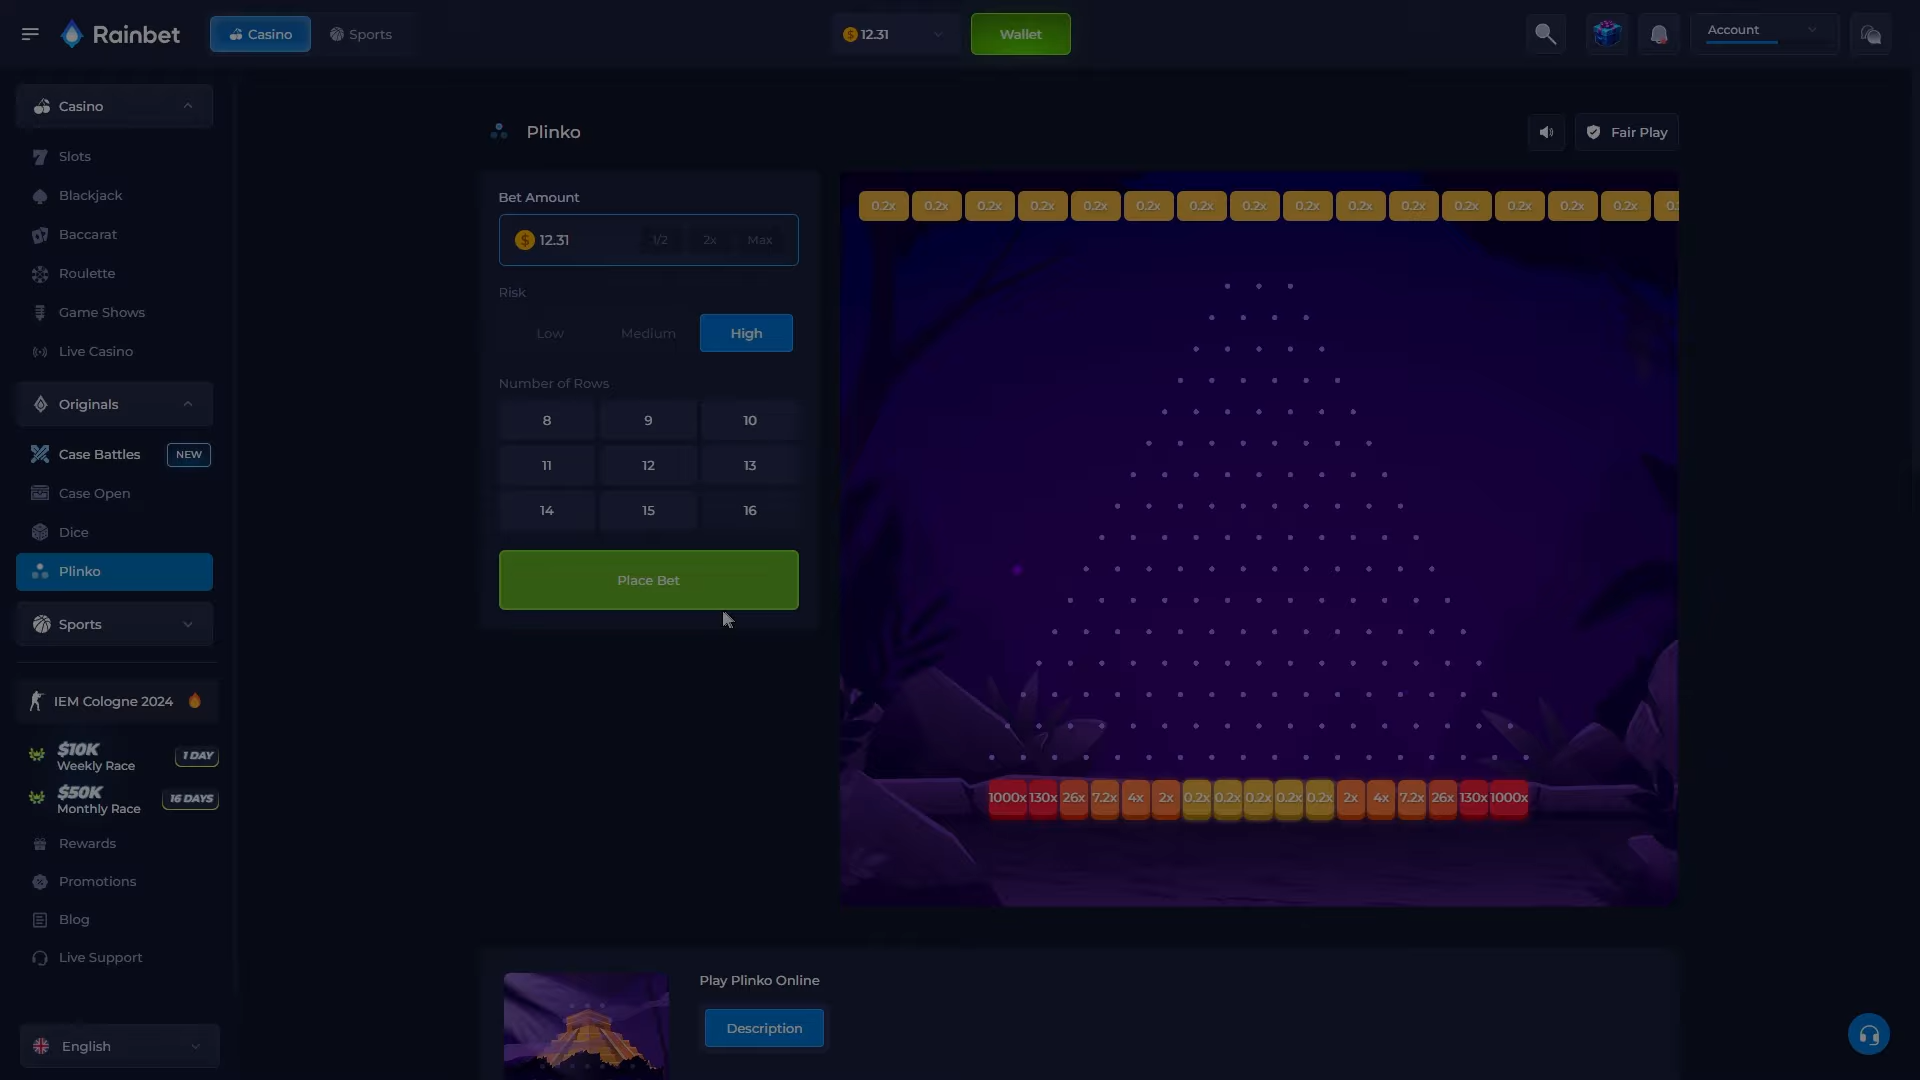 Rainbet
Casino
Sports
12.31
Wallet
Account
Casino
Slots
Blackjack
Baccarat
Roulette
Game Shows
Live Casino
Originals
Case Battles NEW
Case Open
Dice
Plinko
Sports
IEM Cologne 2024
$10K
Weekly Race
1 DAY
$50K
Monthly Race
16 DAYS
Rewards
Promotions
Blog
Live Support
English
Plinko
Fair Play
Bet Amount
$ 12.31 1/2 2x Max
Risk
Low Medium High
Number of Rows
8 9 10
11 12 13
14 15 16
Place Bet
0.2x 0.2x 0.2x 0.2x 0.2x 0.2x 0.2x 0.2x 0.2x 0.2x 0.2x 0.2x 0.2x 0.2x 0.2x 0.
1000x 130x 26x 7.2x 4x 2x 0.2x 0.2x 0.2x 0.2x 0.2x 2x 4x 7.2x 26x 130x 1000x
Play Plinko Online
Description